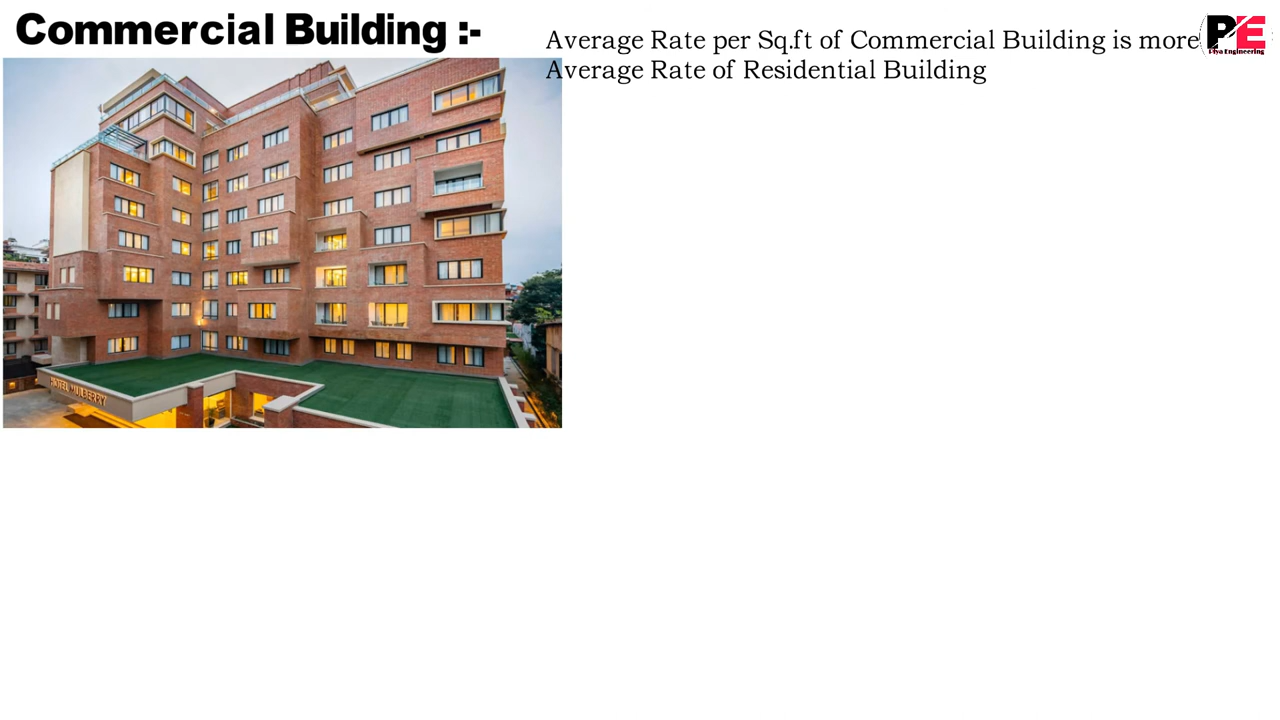 Commercial Building :-
Average Rate per Sq.ft of Commercial Building is more
Average Rate of Residential Building
PE
Piya Engineering
HOTEL MULBERRY